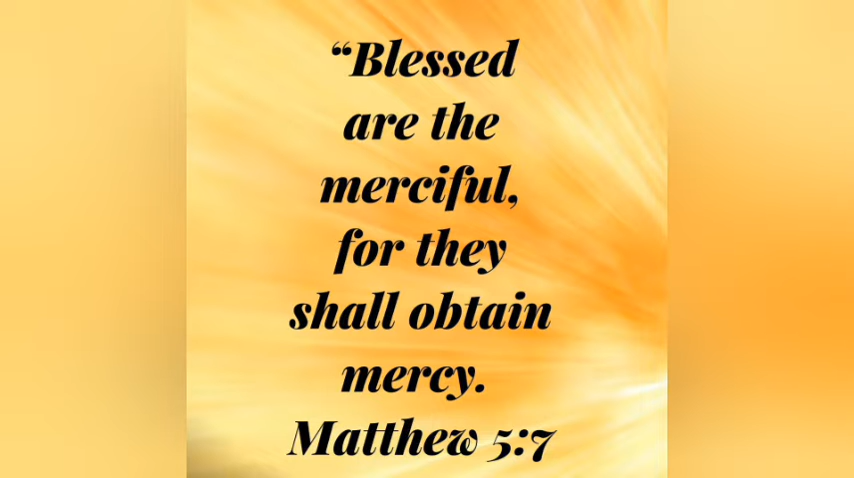 “Blessed
are the
merciful,
for they
shall obtain
mercy.
Matthew 5:7